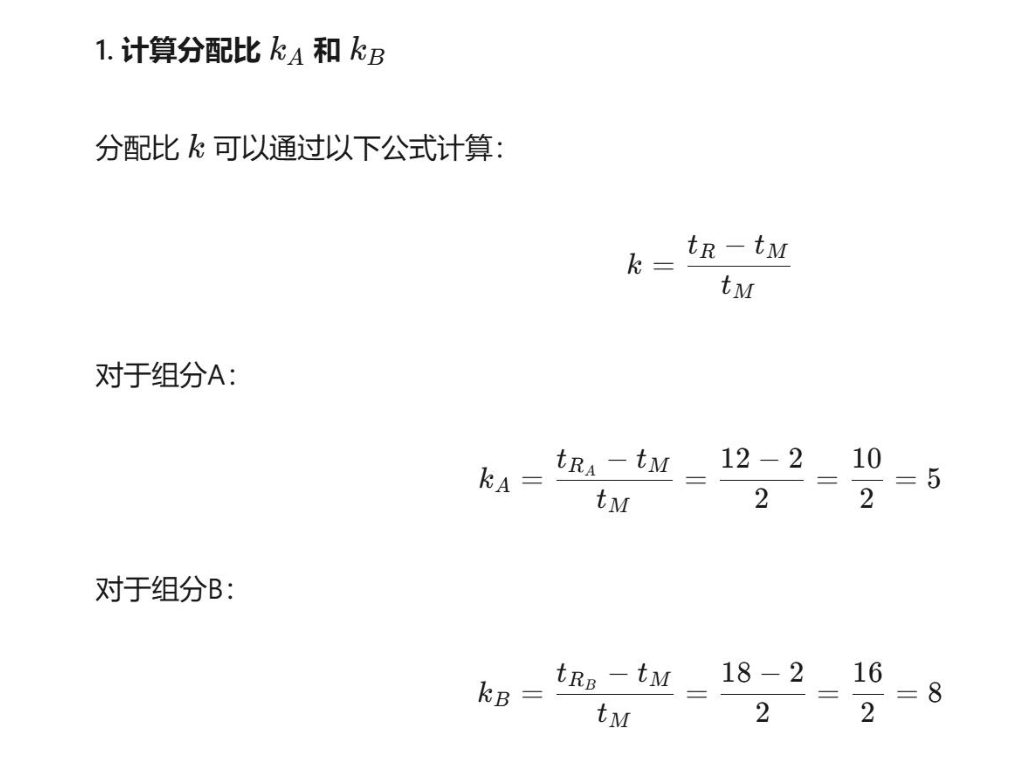 1. 计算分配比 $k_A$ 和 $k_B$
分配比 $k$ 可以通过以下公式计算：
$k = \frac{t_R - t_M}{t_M}$
对于组分A：
$k_A = \frac{t_{R_A} - t_M}{t_M} = \frac{12 - 2}{2} = \frac{10}{2} = 5$
对于组分B：
$k_B = \frac{t_{R_B} - t_M}{t_M} = \frac{18 - 2}{2} = \frac{16}{2} = 8$